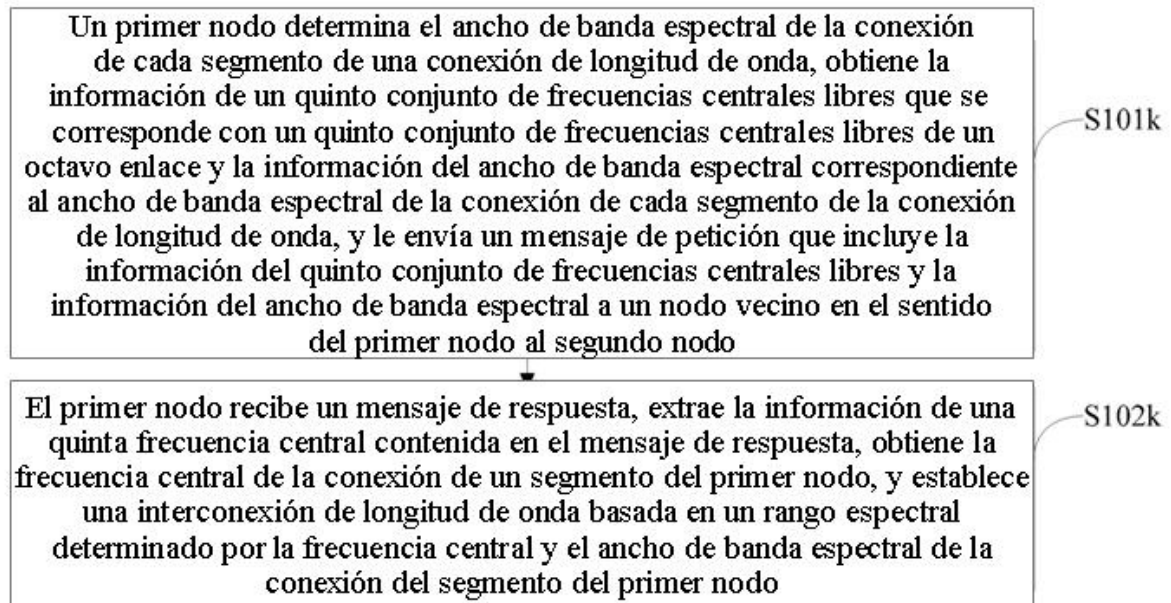 Un primer nodo determina el ancho de banda espectral de la conexión
de cada segmento de una conexión de longitud de onda, obtiene la
información de un quinto conjunto de frecuencias centrales libres que se
corresponde con un quinto conjunto de frecuencias centrales libres de un
octavo enlace y la información del ancho de banda espectral correspondiente
al ancho de banda espectral de la conexión de cada segmento de la conexión
de longitud de onda, y le envía un mensaje de petición que incluye la
información del quinto conjunto de frecuencias centrales libres y la
información del ancho de banda espectral a un nodo vecino en el sentido
del primer nodo al segundo nodo
S101k
El primer nodo recibe un mensaje de respuesta, extrae la información de una
quinta frecuencia central contenida en el mensaje de respuesta, obtiene la
frecuencia central de la conexión de un segmento del primer nodo, y establece
una interconexión de longitud de onda basada en un rango espectral
determinado por la frecuencia central y el ancho de banda espectral de la
conexión del segmento del primer nodo
S102k